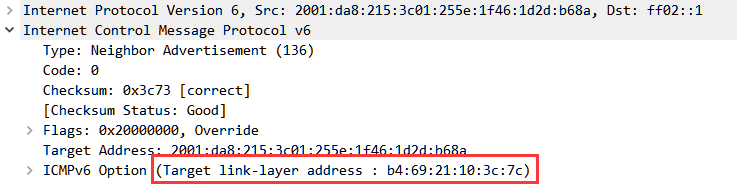 Internet Protocol Version 6, Src: 2001:da8:215:3c01:255e:1f46:1d2d:b68a, Dst: ff02::1
Internet Control Message Protocol v6
Type: Neighbor Advertisement (136)
Code: 0
Checksum: 0x3c73 [correct]
[Checksum Status: Good]
Flags: 0x20000000, Override
Target Address: 2001:da8:215:3c01:255e:1f46:1d2d:b68a
ICMPv6 Option (Target link-layer address : b4:69:21:10:3c:7c)